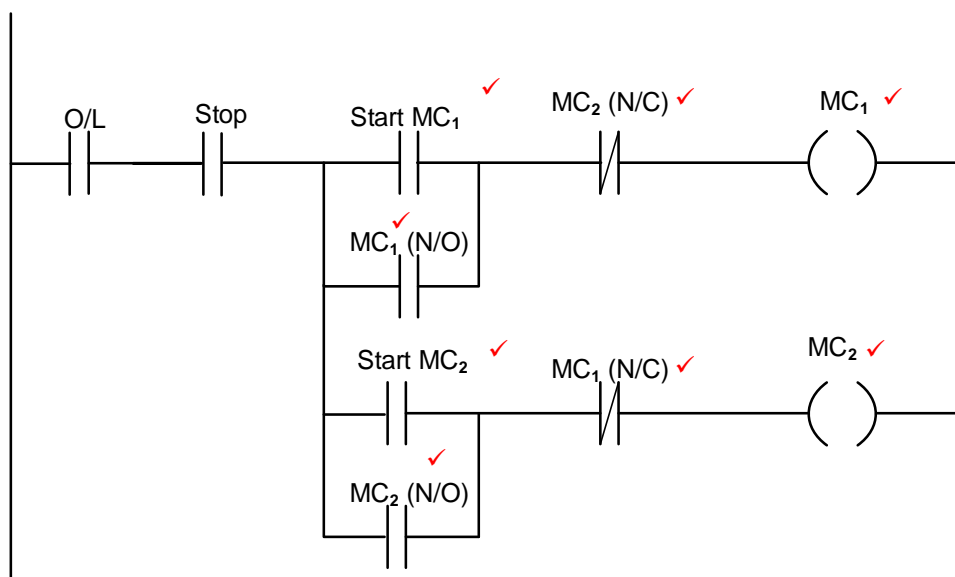 O/L
Stop
Start MC₁
MC₂ (N/C)
MC₁
MC₁ (N/O)
Start MC₂
MC₁ (N/C)
MC₂
MC₂ (N/O)